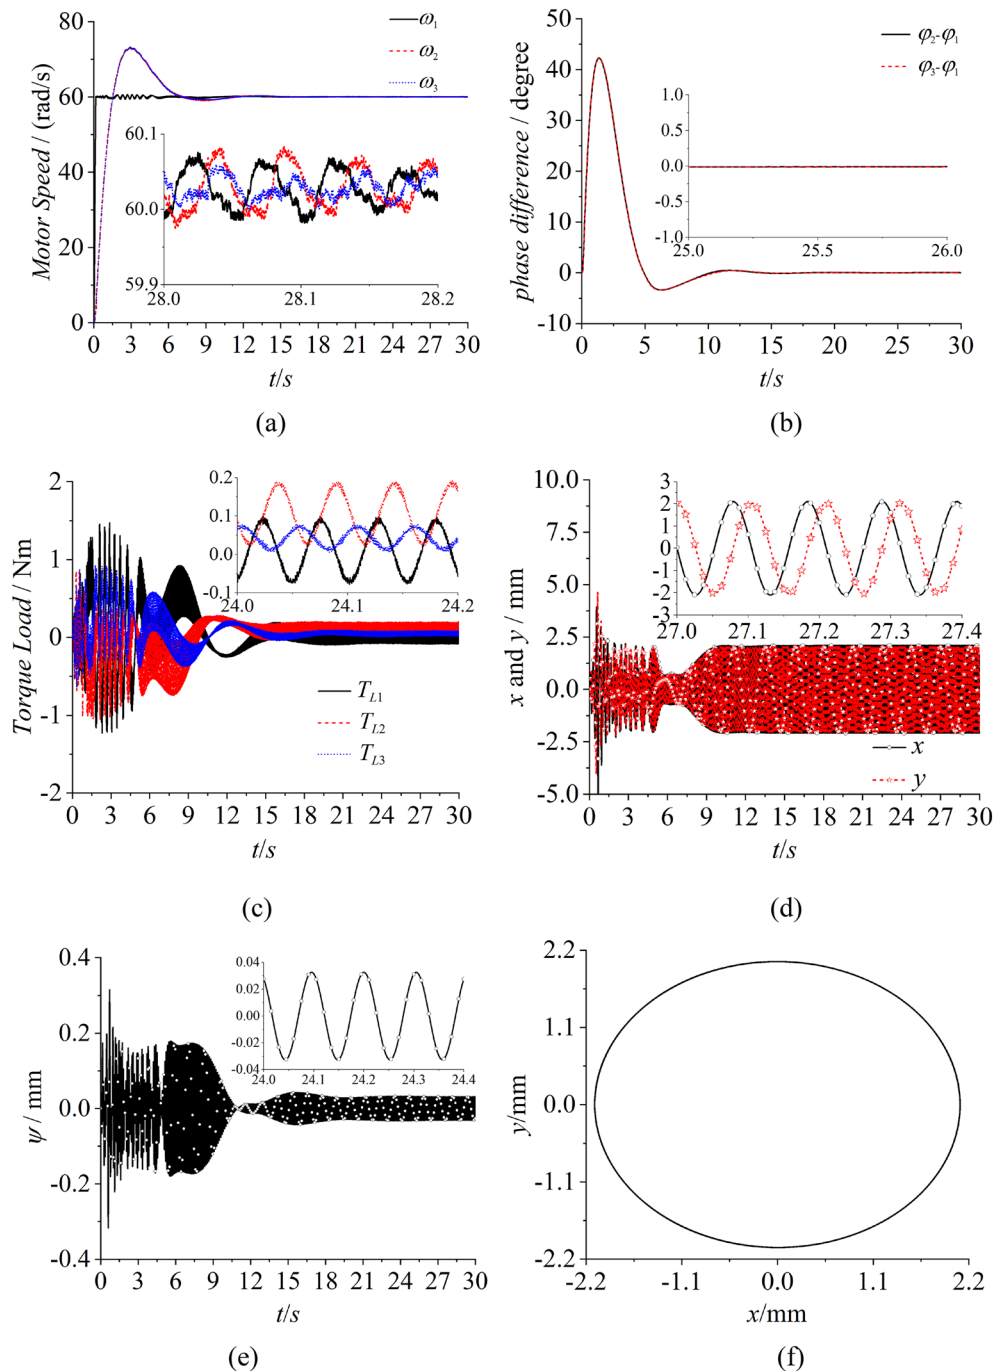 Motor Speed / (rad/s)
80
60
40
20
0
ω1
ω2
ω3
60.1
60.0
59.9
28.0 28.1 28.2
0 3 6 9 12 15 18 21 24 27 30
t/s
(a)
phase difference / degree
50
40
30
20
10
0
-10
φ2-φ1
φ3-φ1
1.0
0.5
0.0
-0.5
-1.0
25.0 25.5 26.0
0 5 10 15 20 25 30
t/s
(b)
Torque Load / Nm
2
1
0
-1
-2
0.2
0.1
0.0
-0.1
24.0 24.1 24.2
TL1
TL2
TL3
0 3 6 9 12 15 18 21 24 27 30
t/s
(c)
x and y / mm
10.0
7.5
5.0
2.5
0.0
-2.5
-5.0
3
2
1
0
-1
-2
-3
27.0 27.1 27.2 27.3 27.4
x
y
0 3 6 9 12 15 18 21 24 27 30
t/s
(d)
ψ / mm
0.4
0.2
0.0
-0.2
-0.4
0.04
0.02
0.00
-0.02
-0.04
24.0 24.1 24.2 24.3 24.4
0 3 6 9 12 15 18 21 24 27 30
t/s
(e)
y/mm
2.2
1.1
0.0
-1.1
-2.2
-2.2 -1.1 0.0 1.1 2.2
x/mm
(f)